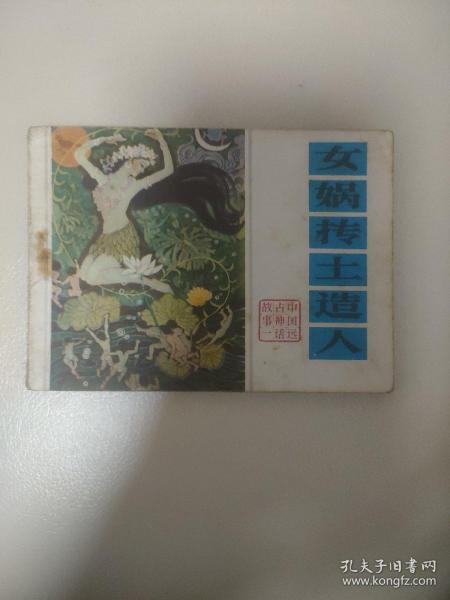 女娲抟土造人
中国远
古神话
故事一
孔夫子旧书网
www.kongfz.com